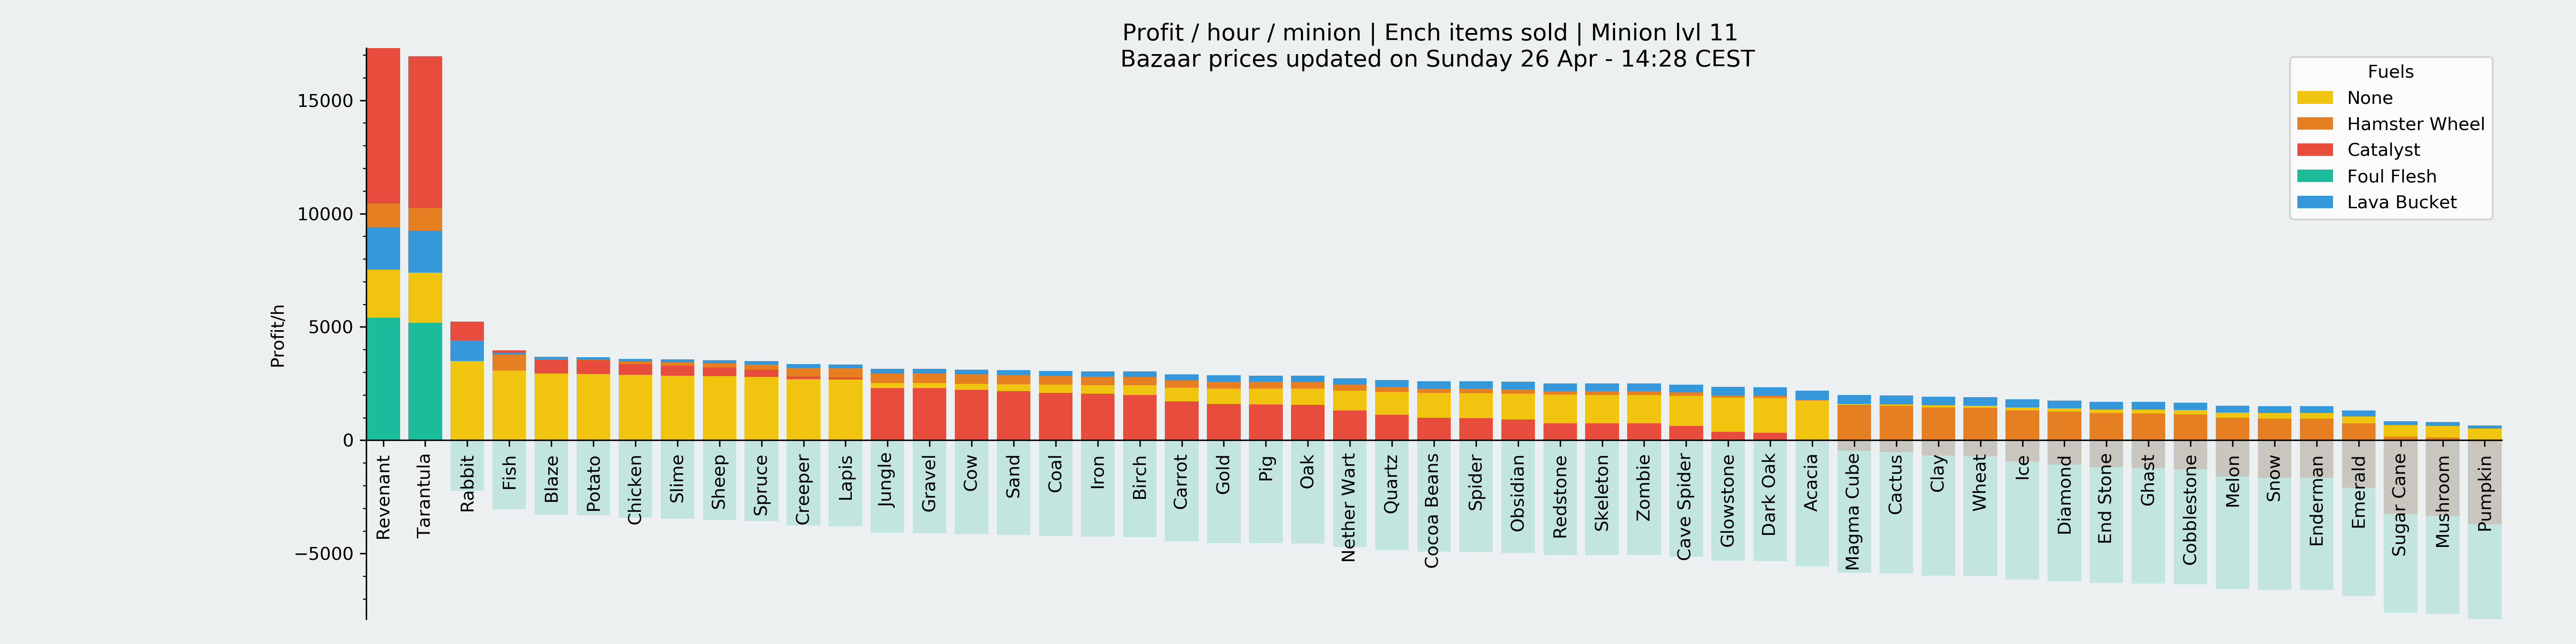 Profit / hour / minion | Ench items sold | Minion lvl 11
Bazaar prices updated on Sunday 26 Apr - 14:28 CEST
Fuels
None
Hamster Wheel
Catalyst
Foul Flesh
Lava Bucket
Profit/h
15000
10000
5000
0
−5000
Revenant
Tarantula
Rabbit
Fish
Blaze
Potato
Chicken
Slime
Sheep
Spruce
Creeper
Lapis
Jungle
Gravel
Cow
Sand
Coal
Iron
Birch
Carrot
Gold
Pig
Oak
Nether Wart
Quartz
Cocoa Beans
Spider
Obsidian
Redstone
Skeleton
Zombie
Cave Spider
Glowstone
Dark Oak
Acacia
Magma Cube
Cactus
Clay
Wheat
Ice
Diamond
End Stone
Ghast
Cobblestone
Melon
Snow
Enderman
Emerald
Sugar Cane
Mushroom
Pumpkin